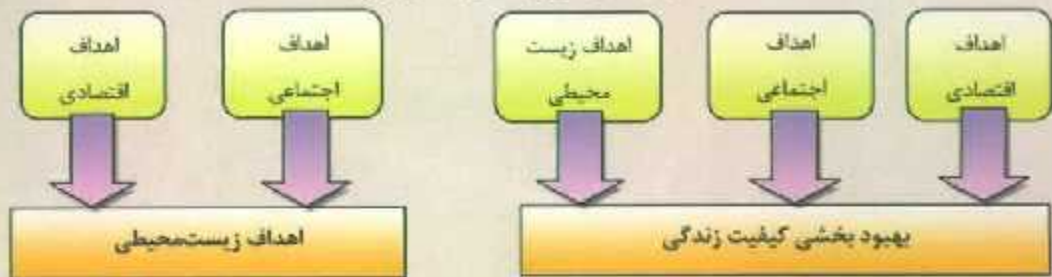 اهداف
اقتصادی
اهداف
اجتماعی
اهداف زیست
محیطی
بهبود بخشی کیفیت زندگی
اهداف
اجتماعی
اهداف
اقتصادی
اهداف زیست‌محیطی